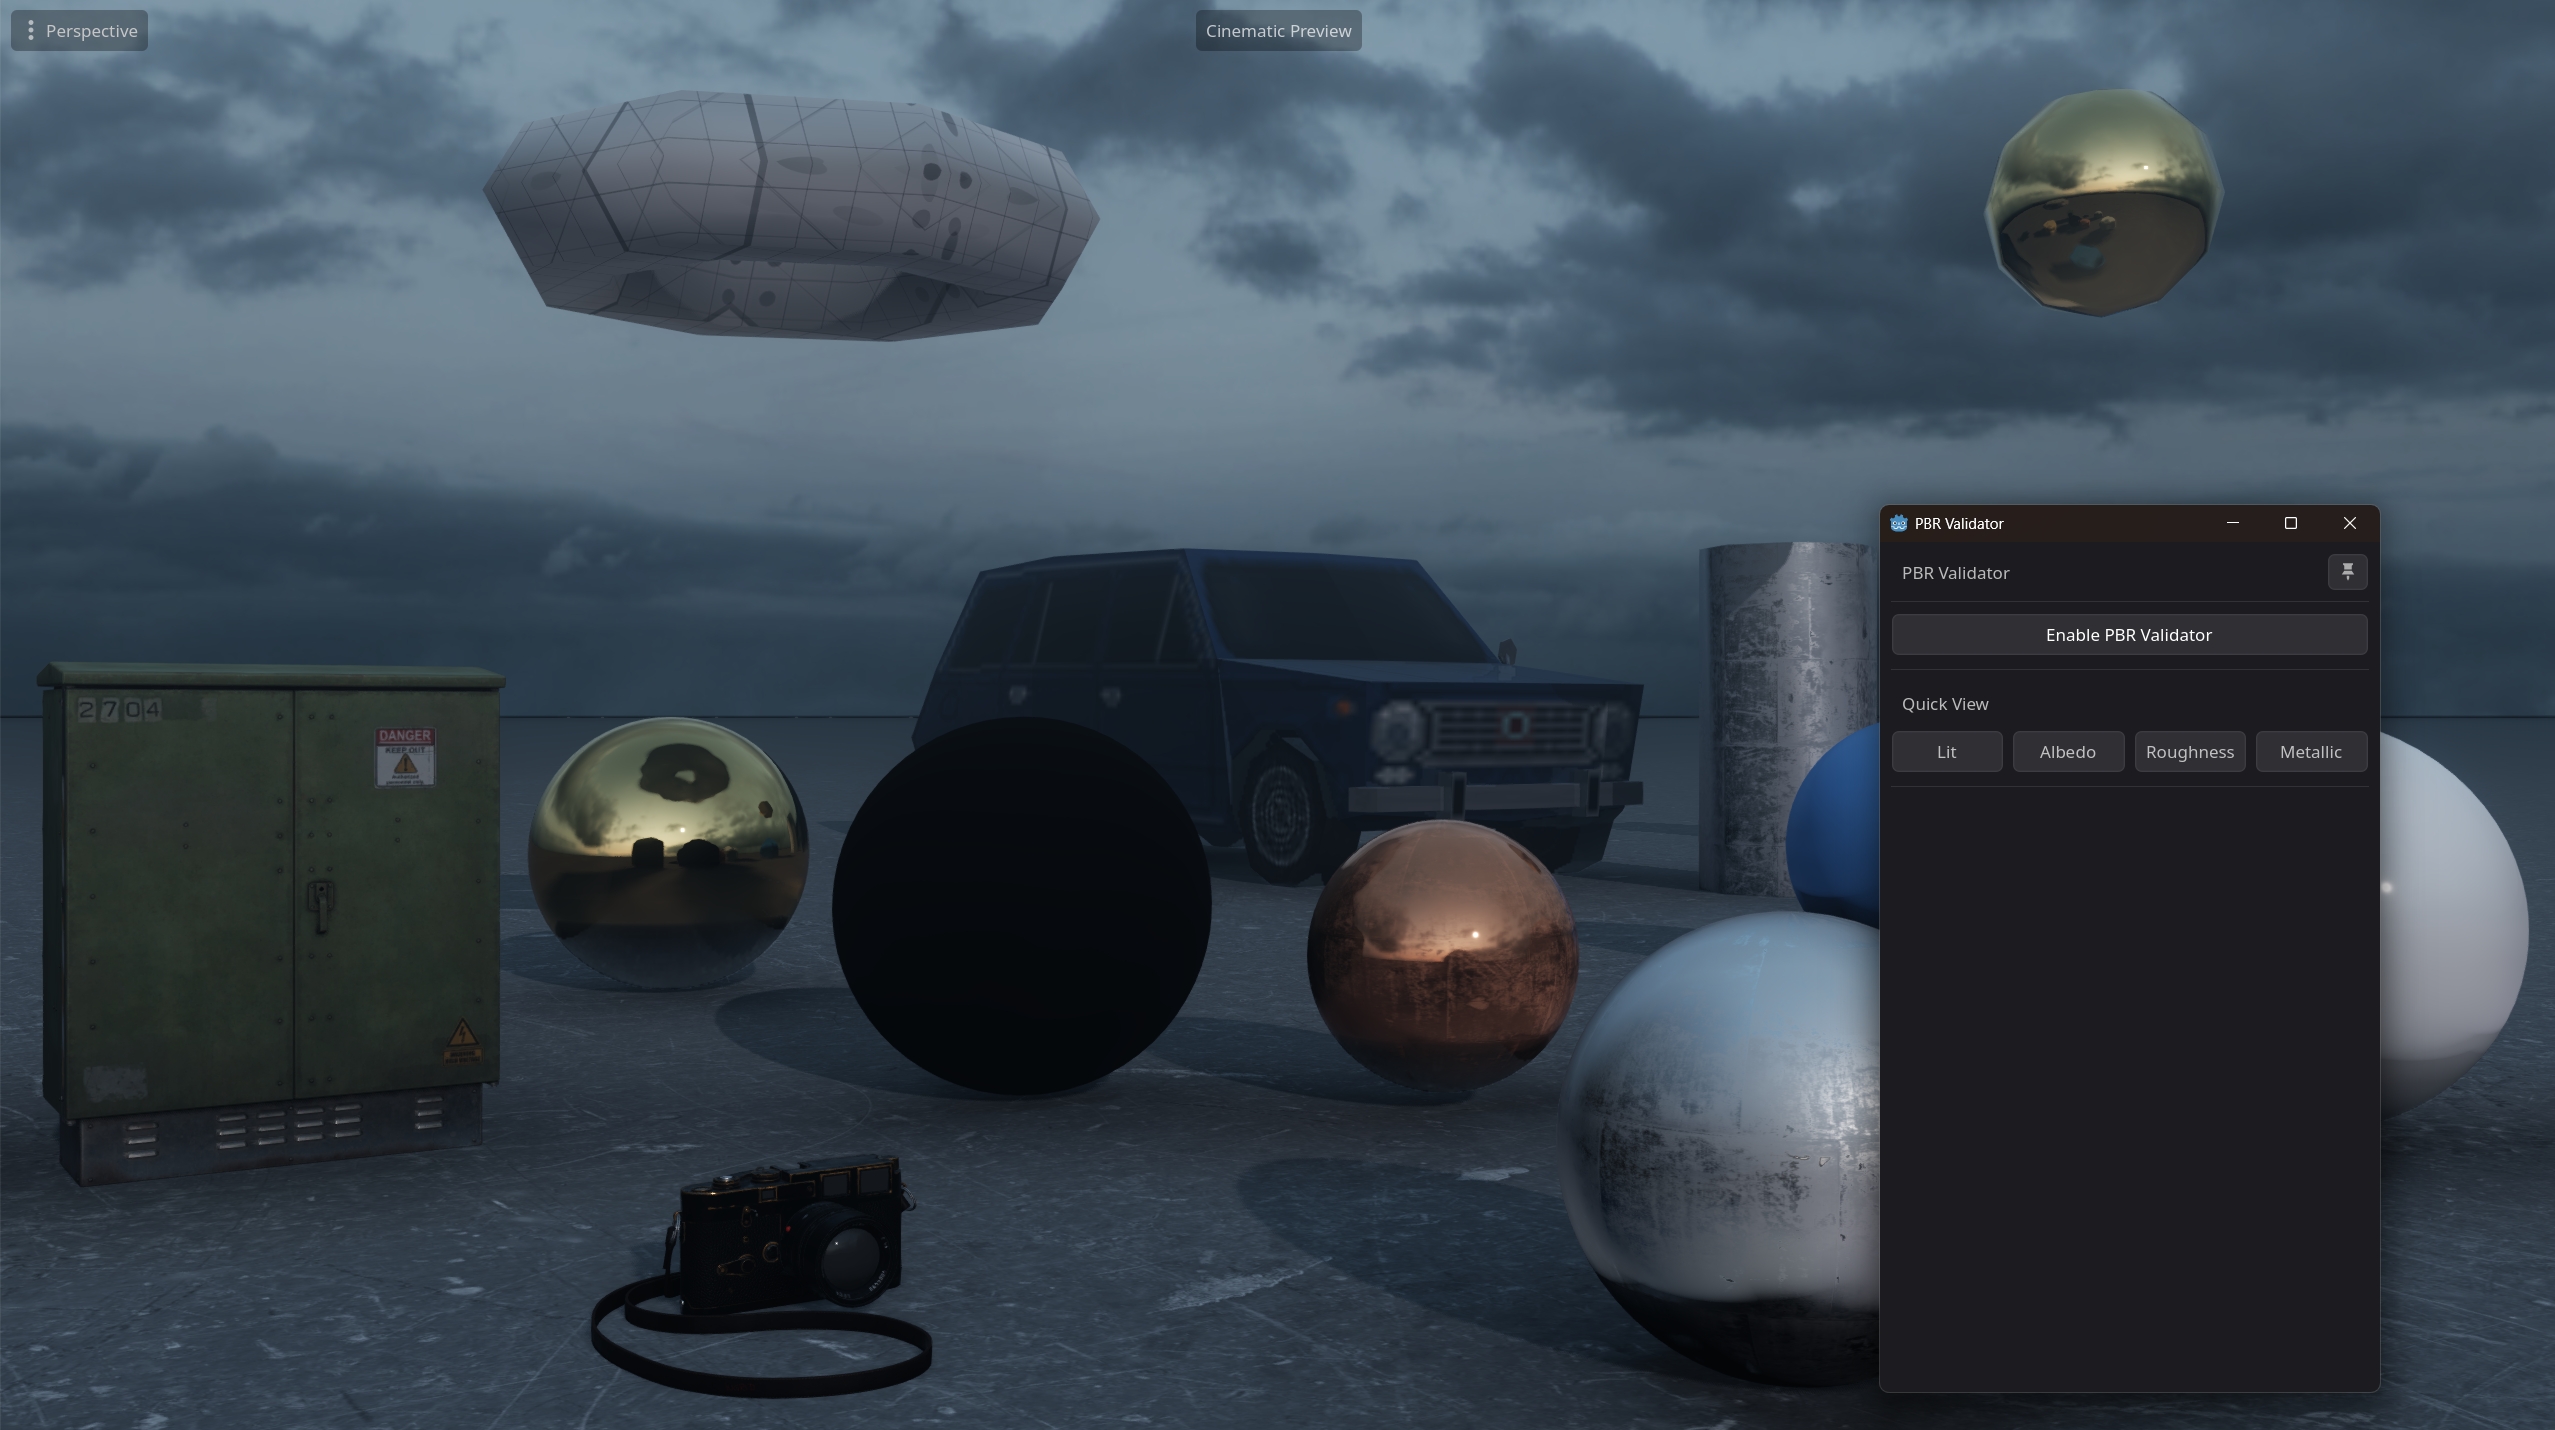 Perspective
Cinematic Preview
PBR Validator
PBR Validator
Enable PBR Validator
Quick View
Lit
Albedo
Roughness
Metallic
2704
DANGER
KEEP OUT